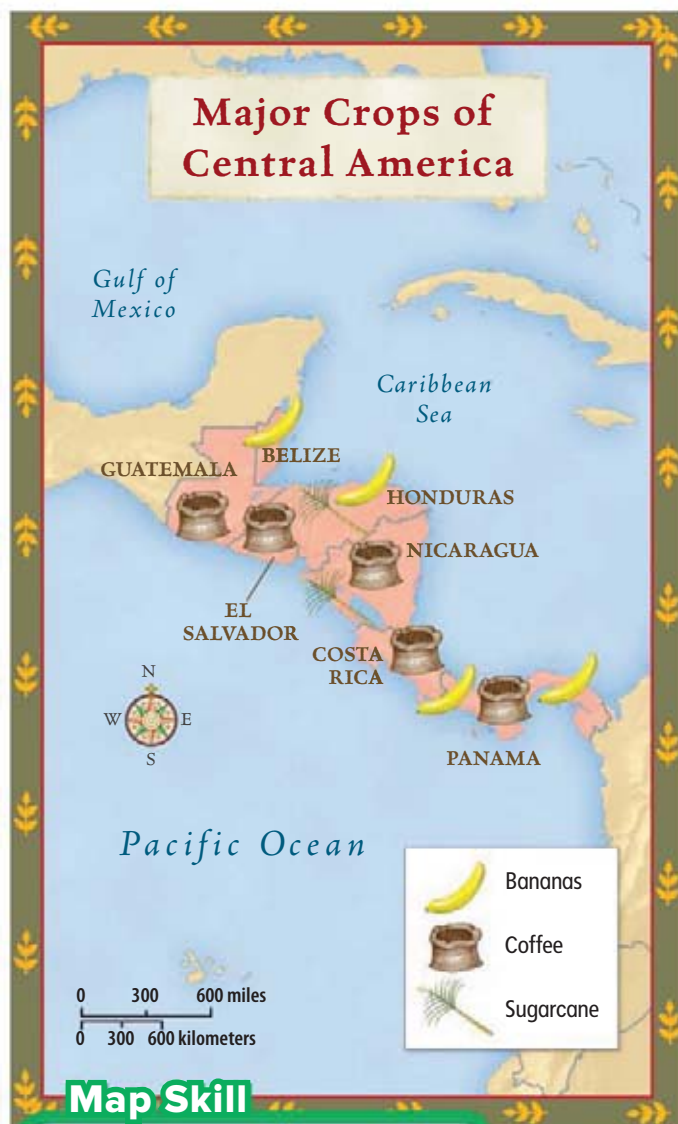 Major Crops of
Central America
Gulf of
Mexico
Caribbean
Sea
GUATEMALA
BELIZE
HONDURAS
NICARAGUA
EL
SALVADOR
COSTA
RICA
N
W E
S
PANAMA
Pacific Ocean
Bananas
Coffee
Sugarcane
0 300 600 miles
0 300 600 kilometers
Map Skill